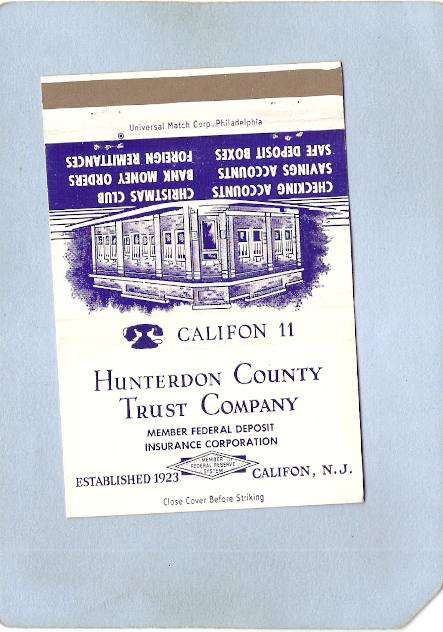 Universal Match Corp., Philadelphia
CHECKING ACCOUNTS CHRISTMAS CLUB
SAVINGS ACCOUNTS BANK MONEY ORDERS
SAFE DEPOSIT BOXES FOREIGN REMITTANCES
CALIFON 11
HUNTERDON COUNTY
TRUST COMPANY
MEMBER FEDERAL DEPOSIT
INSURANCE CORPORATION
MEMBER
FEDERAL RESERVE
SYSTEM
ESTABLISHED 1923 CALIFON, N.J.
Close Cover Before Striking